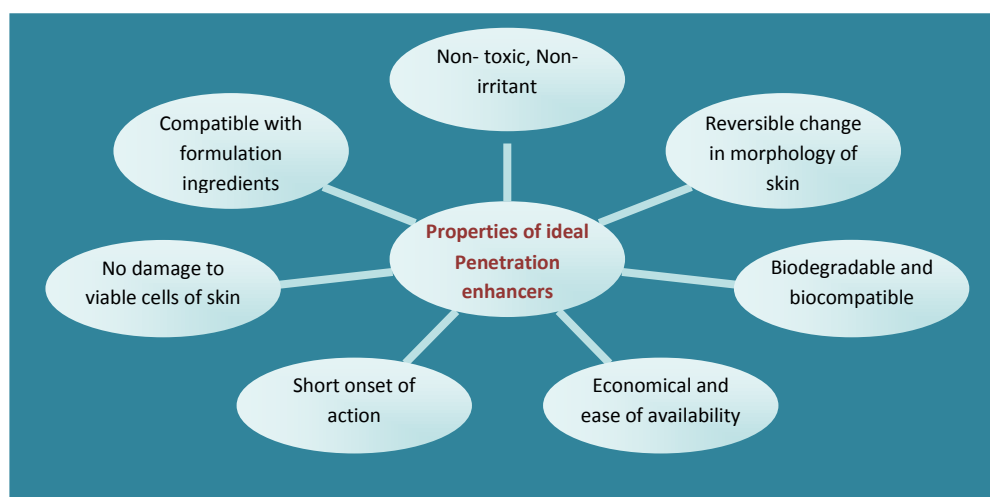 Non- toxic, Non-
irritant
Compatible with
formulation
ingredients
Reversible change
in morphology of
skin
Properties of ideal
Penetration
enhancers
No damage to
viable cells of skin
Biodegradable and
biocompatible
Short onset of
action
Economical and
ease of availability